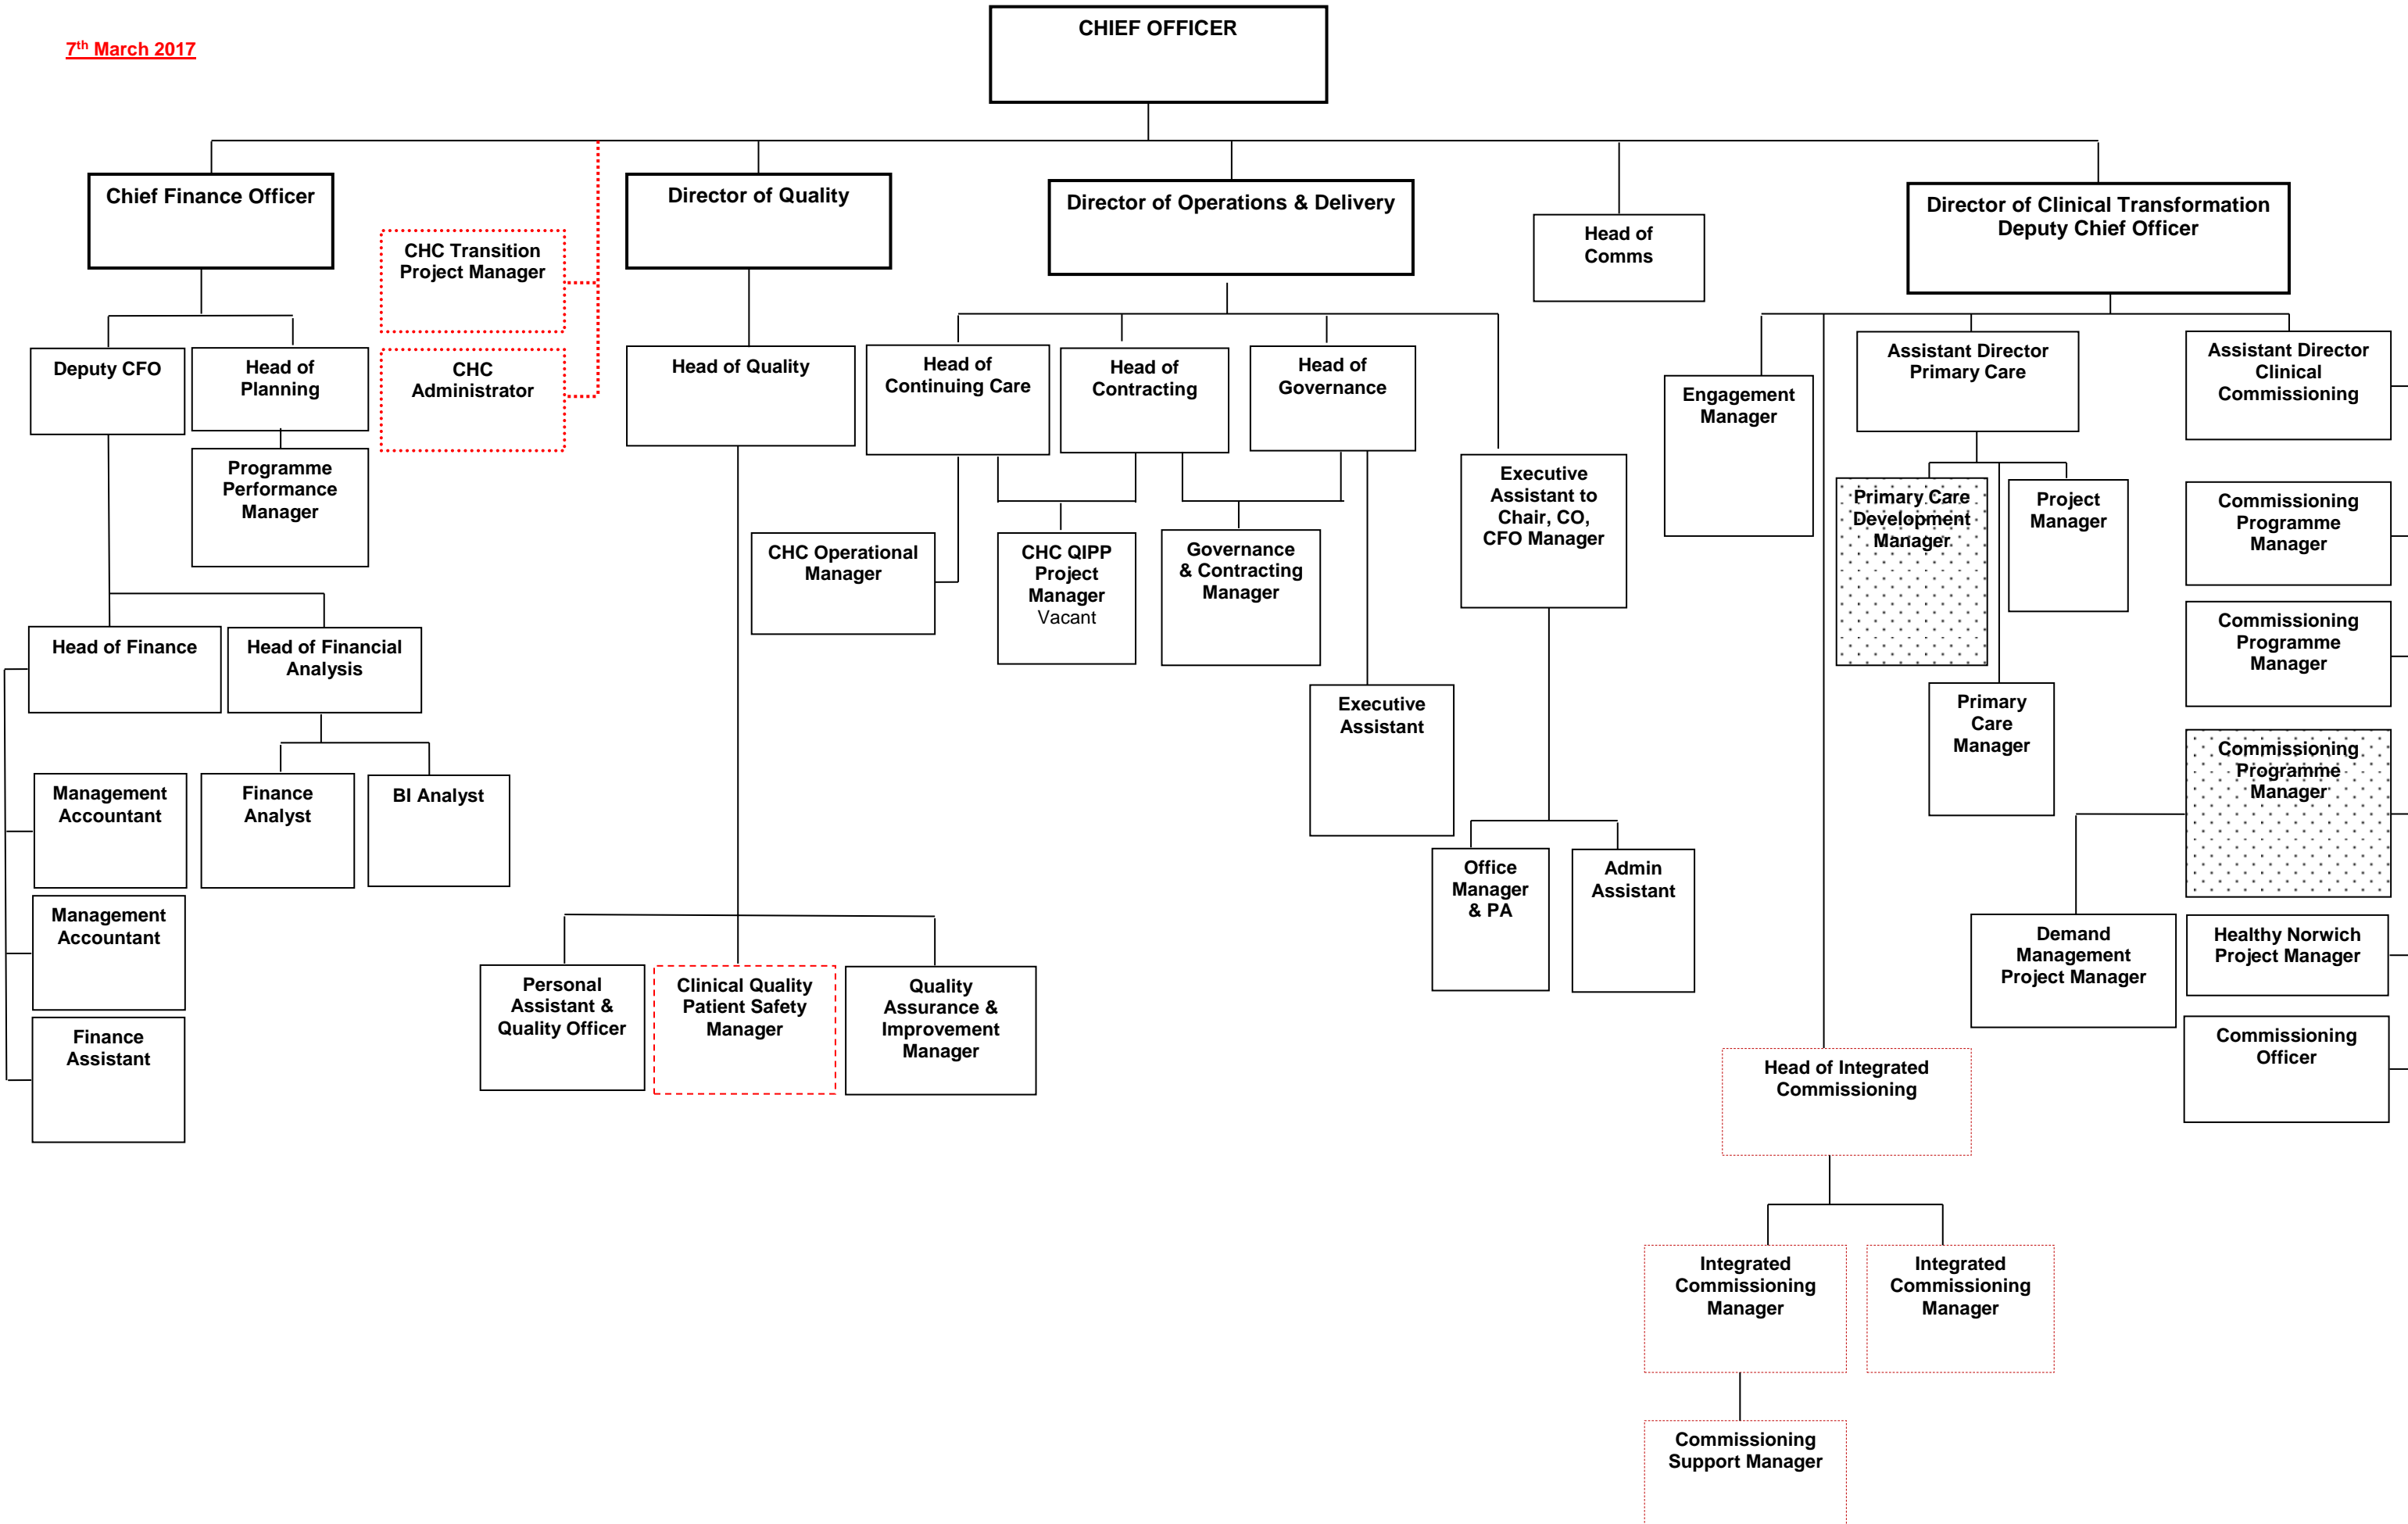 CHIEF OFFICER
7th March 2017
Chief Finance Officer
Director of Quality
Director of Operations & Delivery
Head of
Comms
Director of Clinical Transformation
Deputy Chief Officer
CHC Transition
Project Manager
CHC
Administrator
Deputy CFO
Head of
Planning
Programme
Performance
Manager
Head of Quality
Head of
Continuing Care
Head of
Contracting
Head of
Governance
Engagement
Manager
Assistant Director
Primary Care
Assistant Director
Clinical
Commissioning
CHC Operational
Manager
CHC QIPP
Project
Manager
Vacant
Governance
& Contracting
Manager
Executive
Assistant to
Chair, CO,
CFO Manager
Primary Care
Development
Manager
Project
Manager
Commissioning
Programme
Manager
Commissioning
Programme
Manager
Head of Finance
Head of Financial
Analysis
Executive
Assistant
Primary
Care
Manager
Commissioning
Programme
Manager
Management
Accountant
Finance
Analyst
BI Analyst
Office
Manager
& PA
Admin
Assistant
Management
Accountant
Demand
Management
Project Manager
Healthy Norwich
Project Manager
Personal
Assistant &
Quality Officer
Clinical Quality
Patient Safety
Manager
Quality
Assurance &
Improvement
Manager
Finance
Assistant
Commissioning
Officer
Head of Integrated
Commissioning
Integrated
Commissioning
Manager
Integrated
Commissioning
Manager
Commissioning
Support Manager